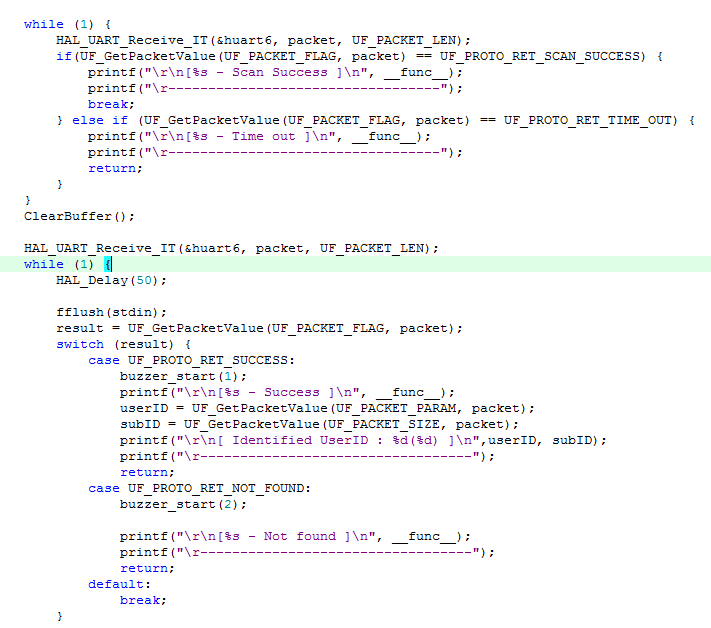 while (1) {
    HAL_UART_Receive_IT(&huart6, packet, UF_PACKET_LEN);
    if(UF_GetPacketValue(UF_PACKET_FLAG, packet) == UF_PROTO_RET_SCAN_SUCCESS) {
        printf("\r\n[%s - Scan Success ]\n", __func__);
        printf("\r----------------------------------");
        break;
    } else if (UF_GetPacketValue(UF_PACKET_FLAG, packet) == UF_PROTO_RET_TIME_OUT) {
        printf("\r\n[%s - Time out ]\n", __func__);
        printf("\r----------------------------------");
        return;
    }
}
ClearBuffer();

HAL_UART_Receive_IT(&huart6, packet, UF_PACKET_LEN);
while (1) {
    HAL_Delay(50);

    fflush(stdin);
    result = UF_GetPacketValue(UF_PACKET_FLAG, packet);
    switch (result) {
        case UF_PROTO_RET_SUCCESS:
            buzzer_start(1);
            printf("\r\n[%s - Success ]\n", __func__);
            userID = UF_GetPacketValue(UF_PACKET_PARAM, packet);
            subID = UF_GetPacketValue(UF_PACKET_SIZE, packet);
            printf("\r\n[ Identified UserID : %d(%d) ]\n",userID, subID);
            printf("\r----------------------------------");
            return;
        case UF_PROTO_RET_NOT_FOUND:
            buzzer_start(2);

            printf("\r\n[%s - Not found ]\n", __func__);
            printf("\r----------------------------------");
            return;
        default:
            break;
    }